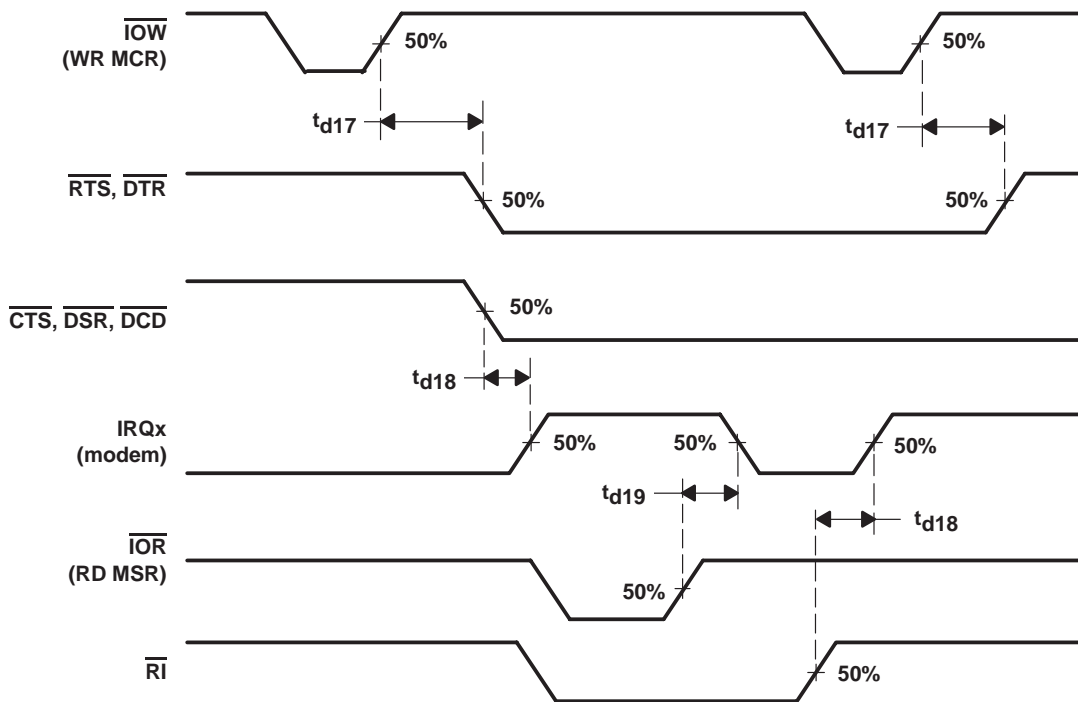 IOW
(WR MCR)
50%
50%
td17
td17
RTS, DTR
50%
50%
CTS, DSR, DCD
50%
td18
IRQx
(modem)
50%
50%
50%
td19
td18
IOR
(RD MSR)
50%
RI
50%